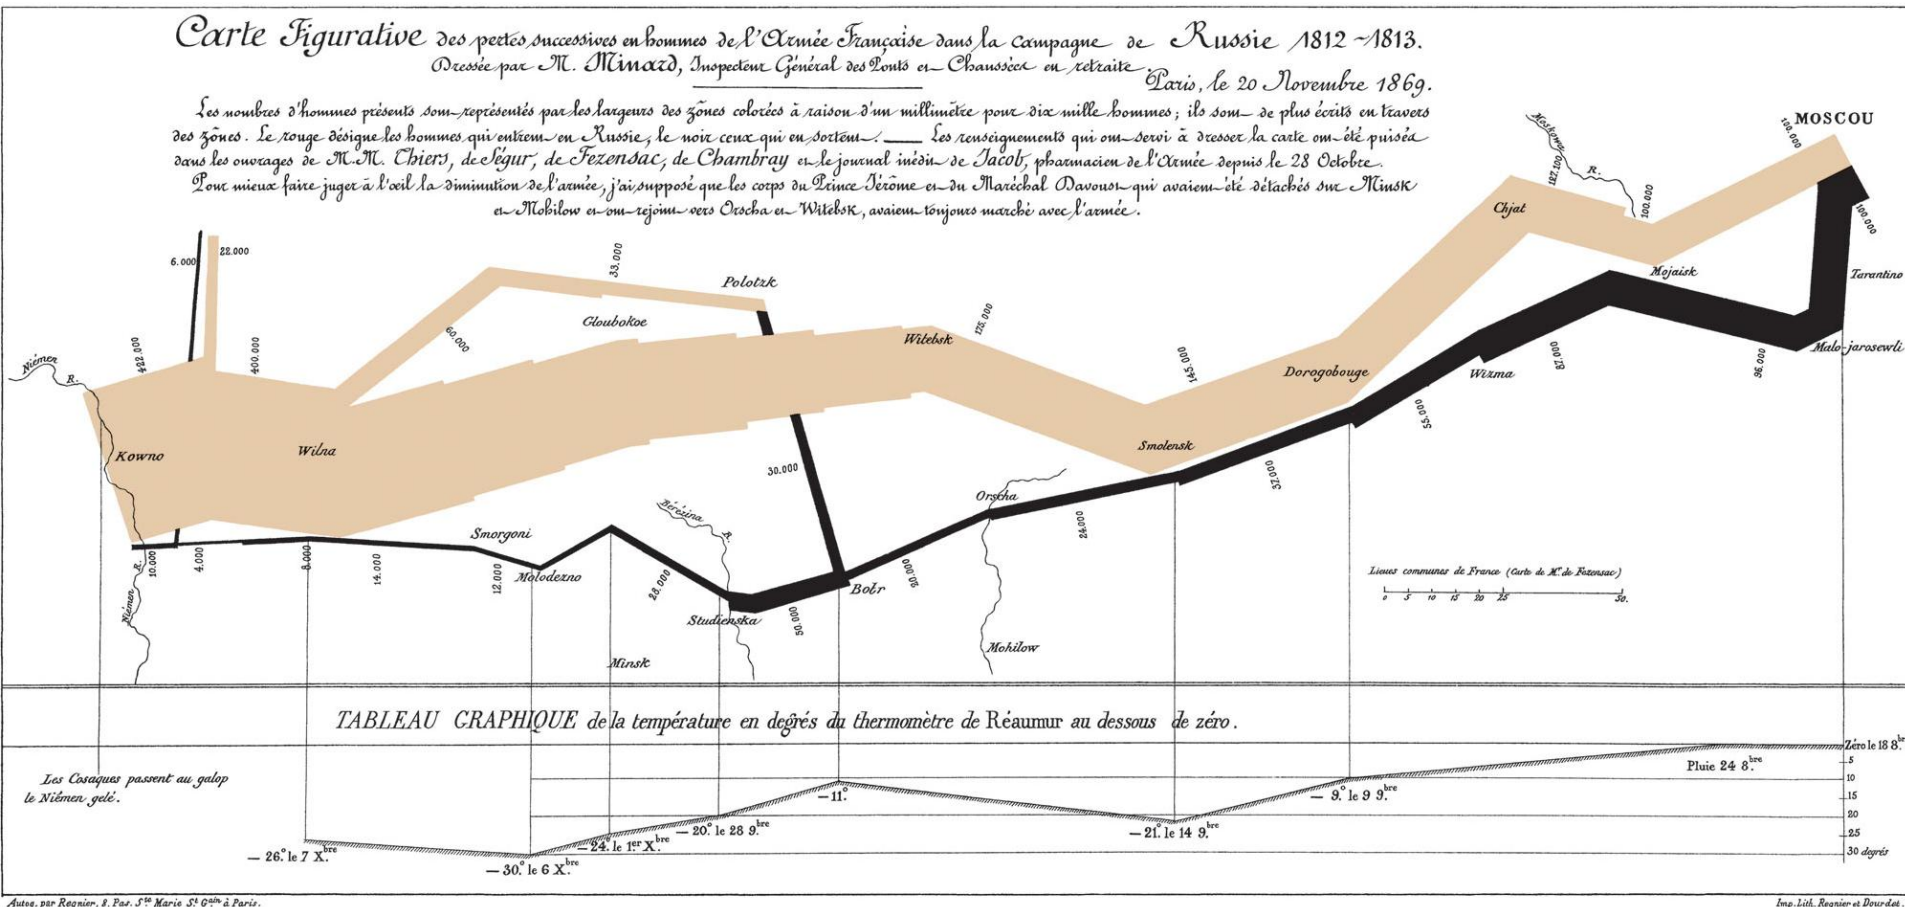 Carte Figurative des pertes successives en hommes de l'Armée Française dans la campagne de Russie 1812~1813.
Dressée par M. Minard, Inspecteur Général des Ponts et Chaussées en retraite.
Paris, le 20 Novembre 1869.
Les nombres d'hommes présents sont représentés par les largeurs des zônes colorées à raison d'un millimètre pour dix mille hommes; ils sont de plus écrits en travers
des zônes. Le rouge désigne les hommes qui entrent en Russie, le noir ceux qui en sortent. — Les renseignements qui ont servi à dresser la carte ont été puisés
dans les ouvrages de M.M. Thiers, de Ségur, de Fezensac, de Chambray et le journal inédit de Jacob, pharmacien de l'Armée depuis le 28 Octobre.
Pour mieux faire juger à l'œil la diminution de l'armée, j'ai supposé que les corps du Prince Jérôme et du Maréchal Davoust qui avaient été détachés sur Minsk
et Mohilow et ont rejoint vers Orscha et Witebsk, avaient toujours marché avec l'armée.
MOSCOU
100.000
Moskowa R.
127.100
100.000
Chjat
Mojaisk
100.000
Tarantino
Malo-jarosewli
6.000
22.000
33.000
Polotzk
Gloubokoe
60.000
175.000
Witebsk
422.000
400.000
Niémen R.
145.000
Dorogobouge
Wizma
87.000
96.000
55.000
Kowno
Wilna
Smolensk
30.000
32.000
Orscha
24.000
Bérézina R.
Smorgoni
10.000
4.000
8.000
14.000
12.000
Molodezno
28.000
Studienska
50.000
Bobr
20.000
Niémen R.
Minsk
Mohilow
Lieues communes de France (Carte de M. de Fezensac)
0 5 10 15 20 25 50.
TABLEAU GRAPHIQUE de la température en degrés du thermomètre de Réaumur au dessous de zéro.
Les Cosaques passent au galop
le Niémen gelé.
Zéro le 18 8.bre
Pluie 24 8.bre
5
10
15
20
25
30 degrés
— 9.° le 9 9.bre
— 21.° le 14 9.bre
— 11.°
— 20.° le 28 9.bre
— 24.° le 1.er X.bre
— 30.° le 6 X.bre
— 26.° le 7 X.bre
Autog. par Regnier, 8. Pas. Ste Marie St Gain à Paris.
Imp. Lith. Regnier et Dourdet.